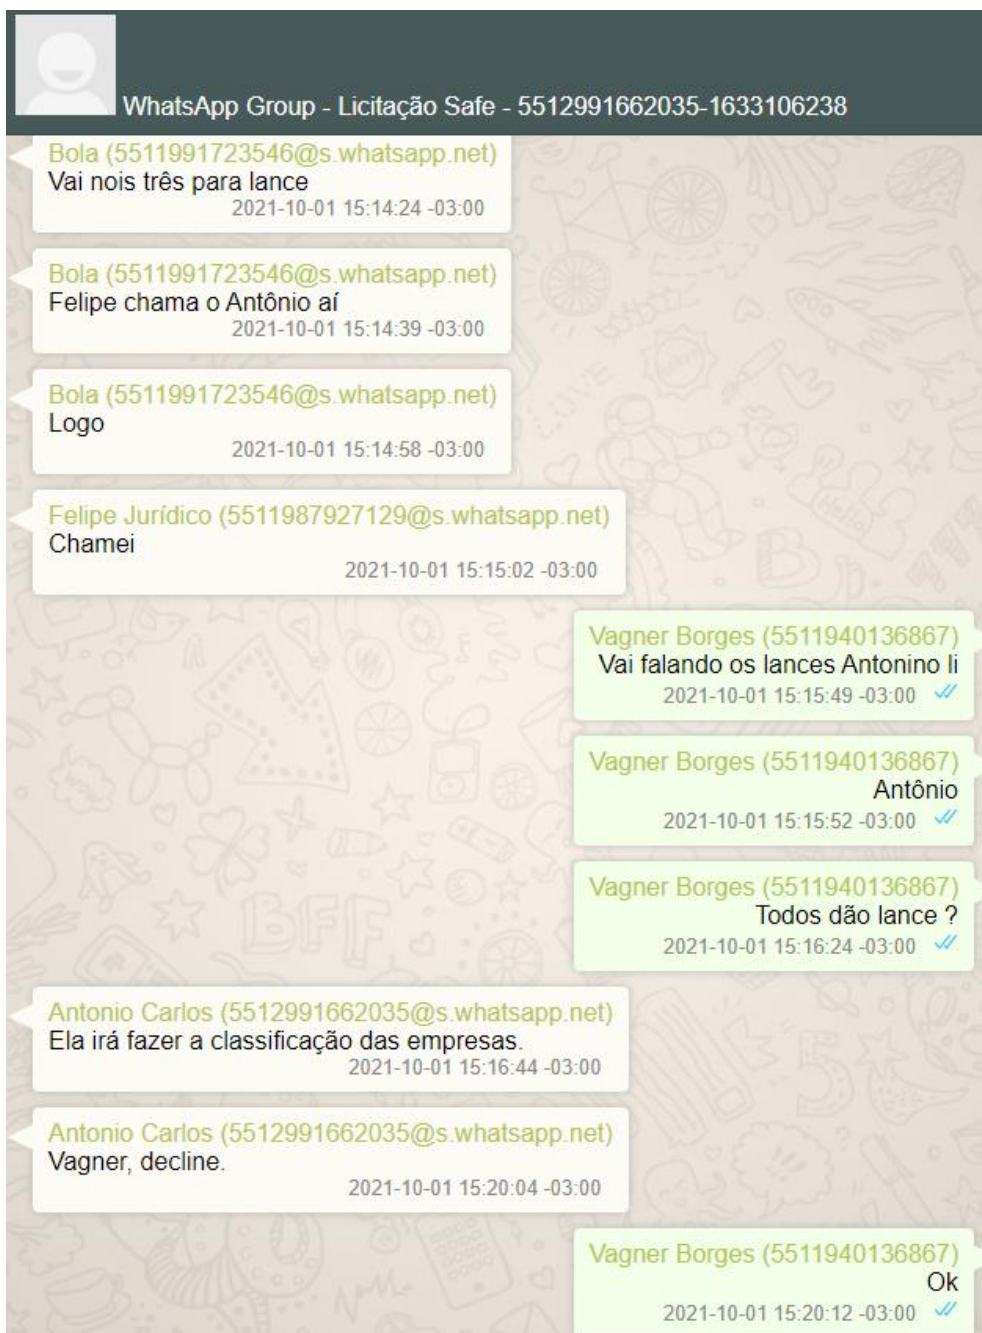 WhatsApp Group - Licitação Safe - 5512991662035-1633106238
Bola (5511991723546@s.whatsapp.net)
Vai nois três para lance
2021-10-01 15:14:24 -03:00
Bola (5511991723546@s.whatsapp.net)
Felipe chama o Antônio aí
2021-10-01 15:14:39 -03:00
Bola (5511991723546@s.whatsapp.net)
Logo
2021-10-01 15:14:58 -03:00
Felipe Jurídico (5511987927129@s.whatsapp.net)
Chamei
2021-10-01 15:15:02 -03:00
Vagner Borges (5511940136867)
Vai falando os lances Antonino li
2021-10-01 15:15:49 -03:00
Vagner Borges (5511940136867)
Antônio
2021-10-01 15:15:52 -03:00
Vagner Borges (5511940136867)
Todos dão lance ?
2021-10-01 15:16:24 -03:00
Antonio Carlos (5512991662035@s.whatsapp.net)
Ela irá fazer a classificação das empresas.
2021-10-01 15:16:44 -03:00
Antonio Carlos (5512991662035@s.whatsapp.net)
Vagner, decline.
2021-10-01 15:20:04 -03:00
Vagner Borges (5511940136867)
Ok
2021-10-01 15:20:12 -03:00